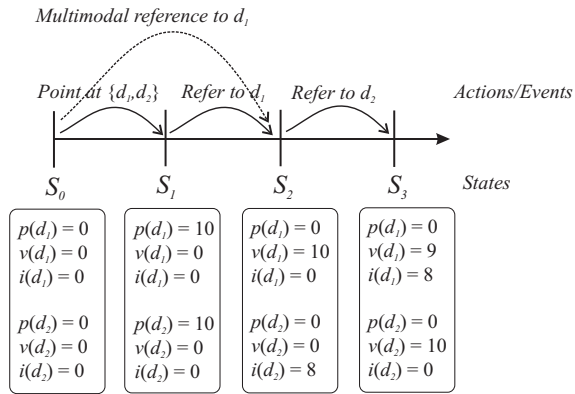 Multimodal reference to d₁
Point at {d₁,d₂} Refer to d₁ Refer to d₂ Actions/Events
S₀ S₁ S₂ S₃ States
p(d₁) = 0 p(d₁) = 10 p(d₁) = 0 p(d₁) = 0
v(d₁) = 0 v(d₁) = 0 v(d₁) = 10 v(d₁) = 9
i(d₁) = 0 i(d₁) = 0 i(d₁) = 0 i(d₁) = 8
p(d₂) = 0 p(d₂) = 10 p(d₂) = 0 p(d₂) = 0
v(d₂) = 0 v(d₂) = 0 v(d₂) = 0 v(d₂) = 10
i(d₂) = 0 i(d₂) = 0 i(d₂) = 8 i(d₂) = 0